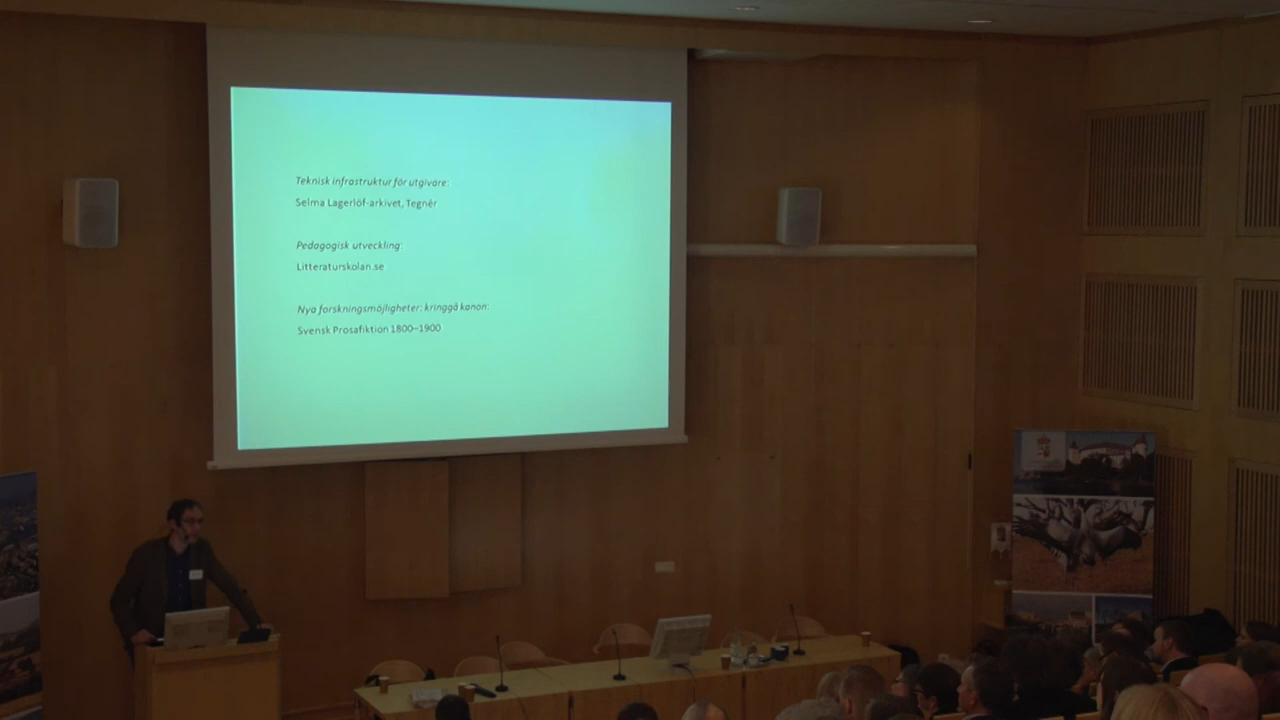 Teknisk infrastruktur för utgivare:
Selma Lagerlöf-arkivet, Tegnér
Pedagogisk utveckling:
Litteraturskolan.se
Nya forskningsmöjligheter: kringgå kanon:
Svensk Prosafiktion 1800–1900